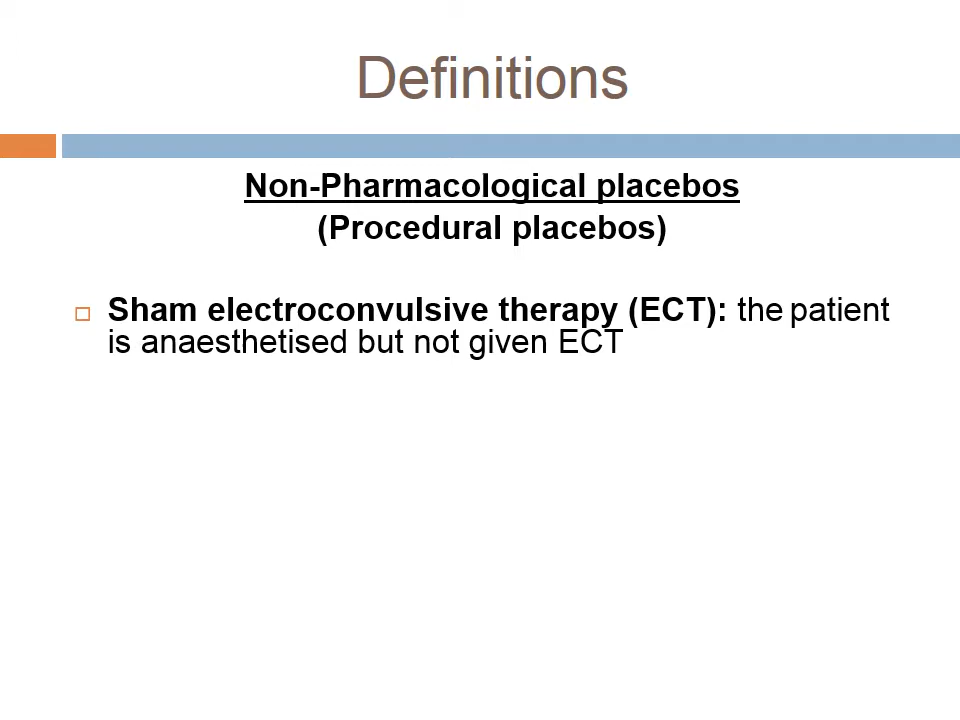 Definitions
Non-Pharmacological placebos
(Procedural placebos)
Sham electroconvulsive therapy (ECT): the patient
is anaesthetised but not given ECT